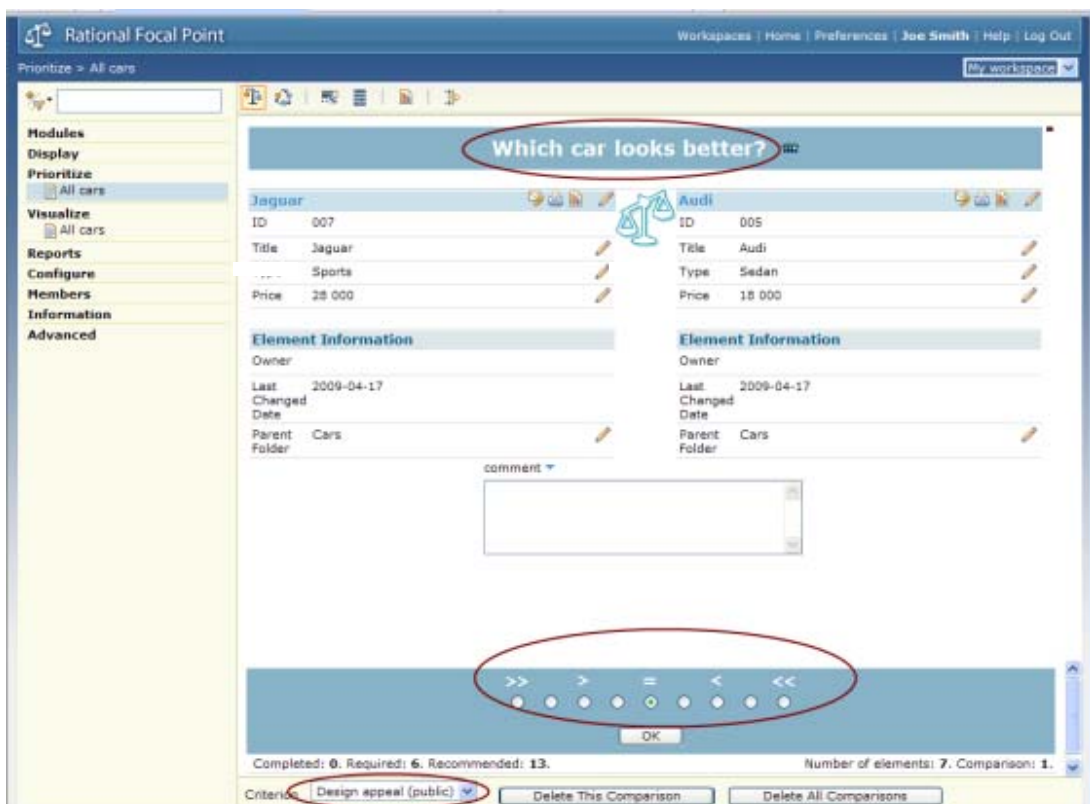 Rational Focal Point
Workspaces | Home | Preferences | Joe Smith | Help | Log Out
Prioritize > All cars
My workspace
Modules
Display
Prioritize
All cars
Visualize
All cars
Reports
Configure
Members
Information
Advanced
Which car looks better?
Jaguar
ID 007
Title Jaguar
Sports
Price 28 000
Element Information
Owner
Last Changed Date 2009-04-17
Parent Folder Cars
Audi
ID 005
Title Audi
Type Sedan
Price 18 000
Element Information
Owner
Last Changed Date 2009-04-17
Parent Folder Cars
comment
>> > = < <<
OK
Completed: 0. Required: 6. Recommended: 13.
Number of elements: 7. Comparison: 1.
Criterion Design appeal (public)
Delete This Comparison
Delete All Comparisons